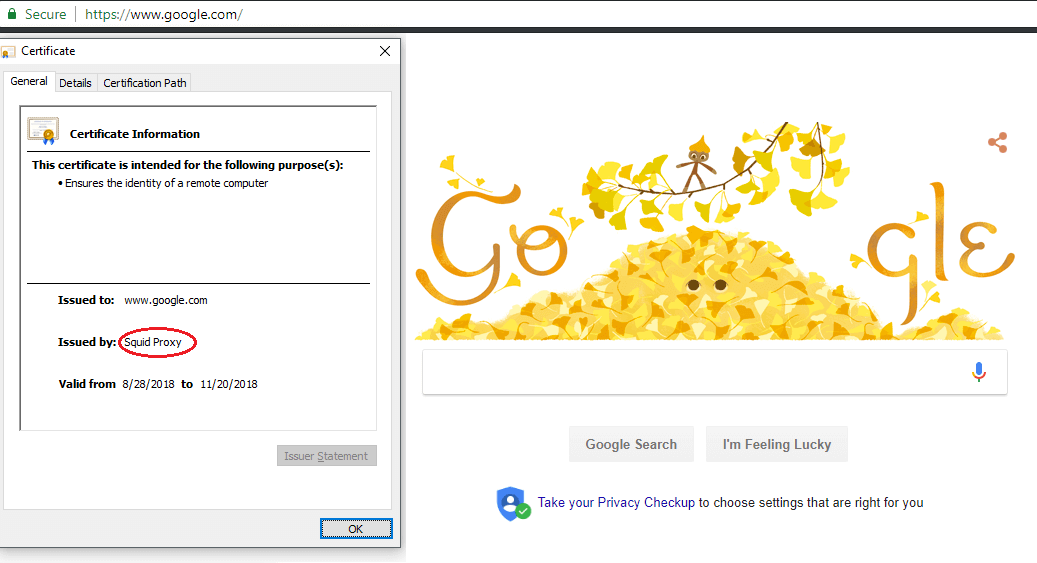 Secure https://www.google.com/
Certificate
General Details Certification Path
Certificate Information
This certificate is intended for the following purpose(s):
• Ensures the identity of a remote computer
Issued to: www.google.com
Issued by: Squid Proxy
Valid from 8/28/2018 to 11/20/2018
Issuer Statement
OK
Google
Google Search I'm Feeling Lucky
Take your Privacy Checkup to choose settings that are right for you